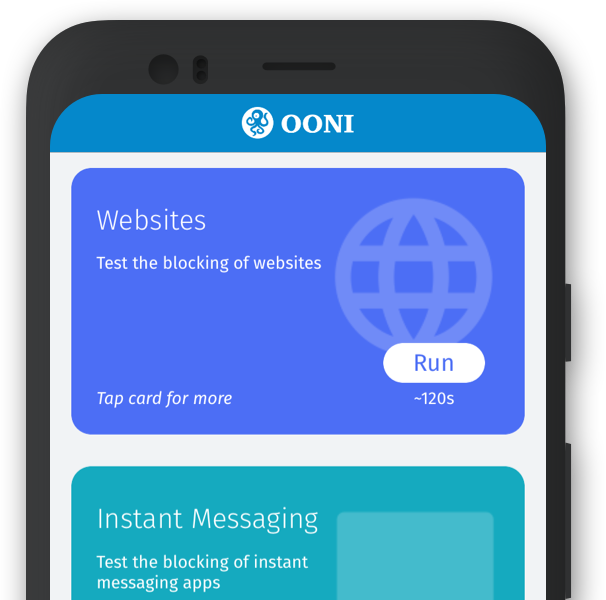 OONI
Websites
Test the blocking of websites
Run
Tap card for more
~120s
Instant Messaging
Test the blocking of instant
messaging apps